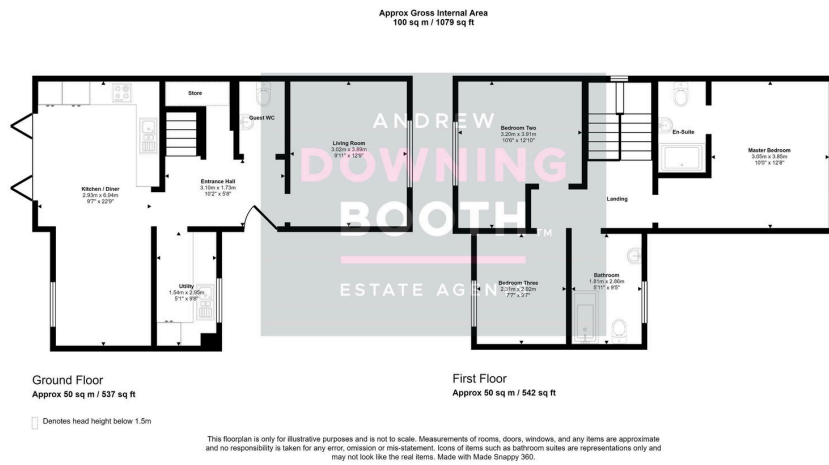 Approx Gross Internal Area
100 sq m / 1079 sq ft
Store
Guest WC
Living Room
3.02m x 3.89m
9'11" x 12'9"
Kitchen / Diner
2.93m x 6.94m
9'7" x 22'9"
Entrance Hall
3.10m x 1.73m
10'2" x 5'8"
Utility
1.54m x 2.95m
5'1" x 9'8"
Bedroom Two
3.20m x 3.91m
10'6" x 12'10"
En-Suite
Master Bedroom
3.05m x 3.85m
10'0" x 12'8"
Landing
Bedroom Three
2.31m x 2.92m
7'7" x 9'7"
Bathroom
1.81m x 2.86m
5'11" x 9'5"
ANDREW
DOWNING
BOOTH™
ESTATE AGEN
Ground Floor
Approx 50 sq m / 537 sq ft
First Floor
Approx 50 sq m / 542 sq ft
Denotes head height below 1.5m
This floorplan is only for illustrative purposes and is not to scale. Measurements of rooms, doors, windows, and any items are approximate
and no responsibility is taken for any error, omission or mis-statement. Icons of items such as bathroom suites are representations only and
may not look like the real items. Made with Made Snappy 360.